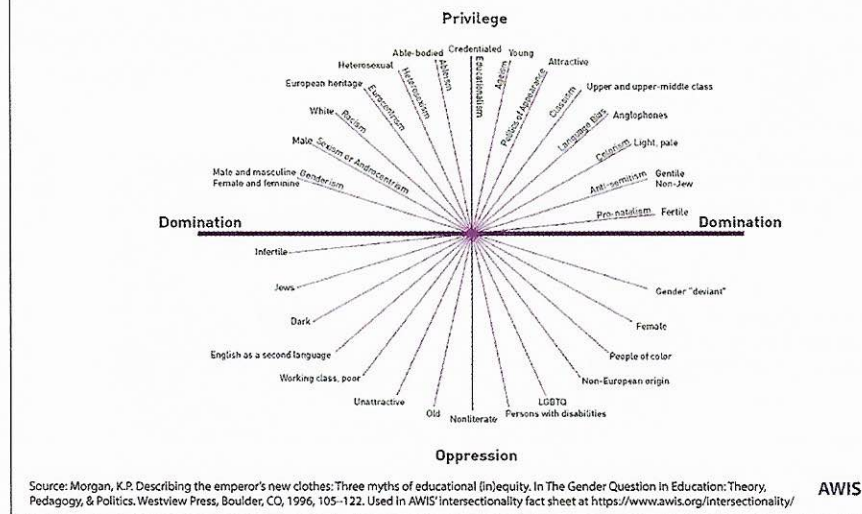 Privilege
Credentialed
Able-bodied
Young
Heterosexual
Attractive
European heritage
Upper and upper-middle class
White
Anglophones
Male
Light, pale
Male and masculine
Female and feminine
Gentile
Non-Jew
Fertile
Genderism
Sexism or Androcentrism
Racism
Eurocentrism
Heterosexism
Ableism
Educationalism
Ageism
Politics of Appearance
Classism
Language Bias
Colorism
Anti-semitism
Pro-natalism
Domination
Domination
Infertile
Jews
Dark
English as a second language
Working class, poor
Unattractive
Old
Nonliterate
Persons with disabilities
LGBTQ
Non-European origin
People of color
Female
Gender "deviant"
Oppression
Source: Morgan, K.P. Describing the emperor's new clothes: Three myths of educational (in)equity. In The Gender Question in Education: Theory,
Pedagogy, & Politics. Westview Press, Boulder, CO, 1996, 105–122. Used in AWIS' intersectionality fact sheet at https://www.awis.org/intersectionality/
AWIS